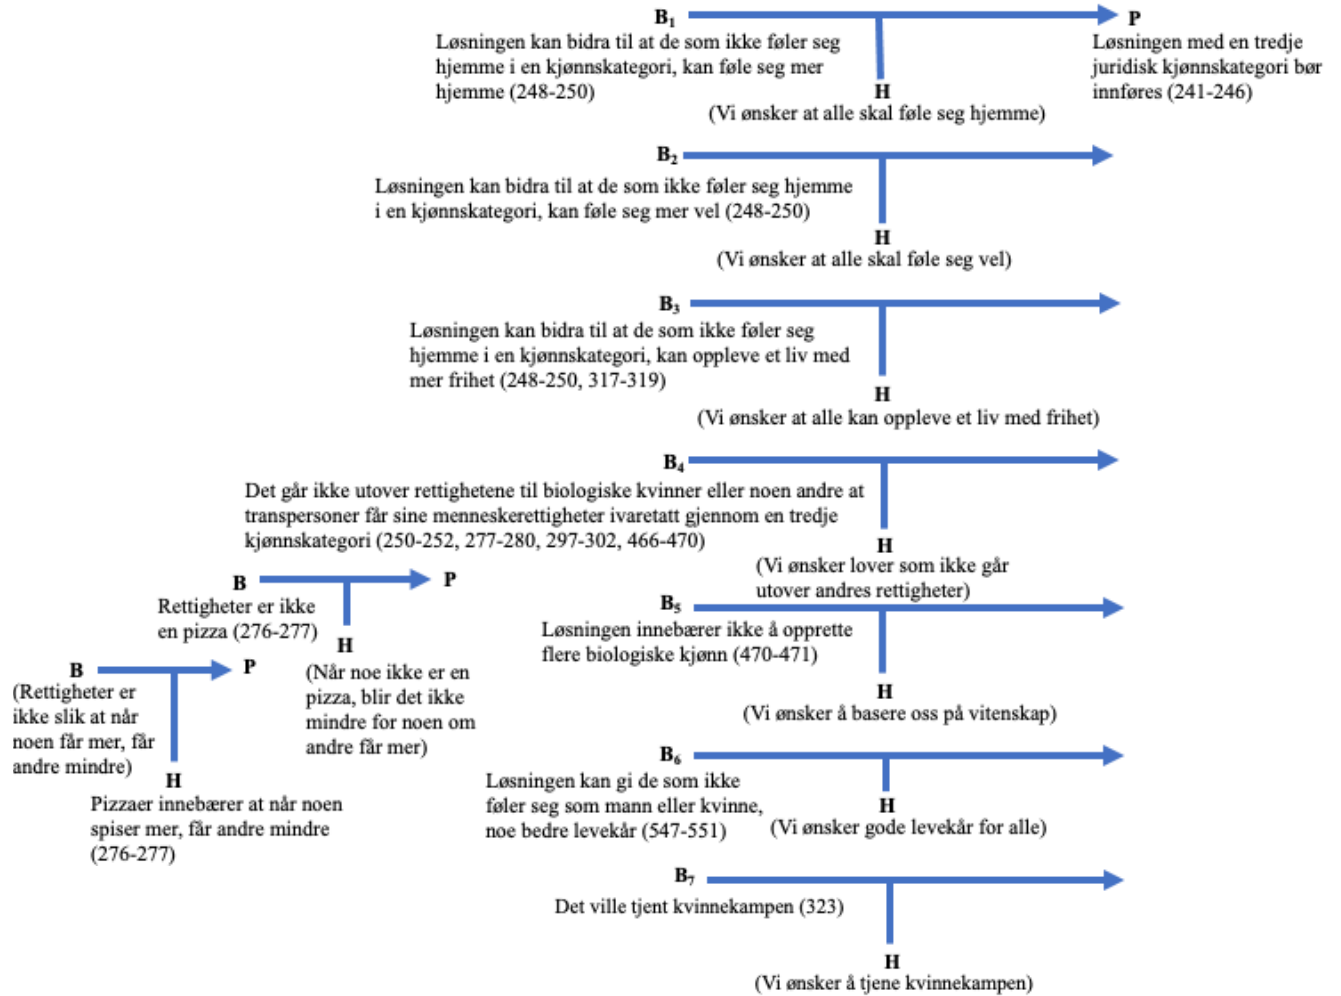 B₁
P
Løsningen kan bidra til at de som ikke føler seg
hjemme i en kjønnskategori, kan føle seg mer
hjemme (248-250)
Løsningen med en tredje
juridisk kjønnskategori bør
innføres (241-246)
H
(Vi ønsker at alle skal føle seg hjemme)
B₂
Løsningen kan bidra til at de som ikke føler seg hjemme
i en kjønnskategori, kan føle seg mer vel (248-250)
H
(Vi ønsker at alle skal føle seg vel)
B₃
Løsningen kan bidra til at de som ikke føler seg
hjemme i en kjønnskategori, kan oppleve et liv med
mer frihet (248-250, 317-319)
H
(Vi ønsker at alle kan oppleve et liv med frihet)
B₄
Det går ikke utover rettighetene til biologiske kvinner eller noen andre at
transpersoner får sine menneskerettigheter ivaretatt gjennom en tredje
kjønnskategori (250-252, 277-280, 297-302, 466-470)
H
(Vi ønsker lover som ikke går
utover andres rettigheter)
B
P
Rettigheter er ikke
en pizza (276-277)
H
(Når noe ikke er en
pizza, blir det ikke
mindre for noen om
andre får mer)
B
P
(Rettigheter er
ikke slik at når
noen får mer, får
andre mindre)
H
Pizzaer innebærer at når noen
spiser mer, får andre mindre
(276-277)
B₅
Løsningen innebærer ikke å opprette
flere biologiske kjønn (470-471)
H
(Vi ønsker å basere oss på vitenskap)
B₆
Løsningen kan gi de som ikke
føler seg som mann eller kvinne,
noe bedre levekår (547-551)
H
(Vi ønsker gode levekår for alle)
B₇
Det ville tjent kvinnekampen (323)
H
(Vi ønsker å tjene kvinnekampen)